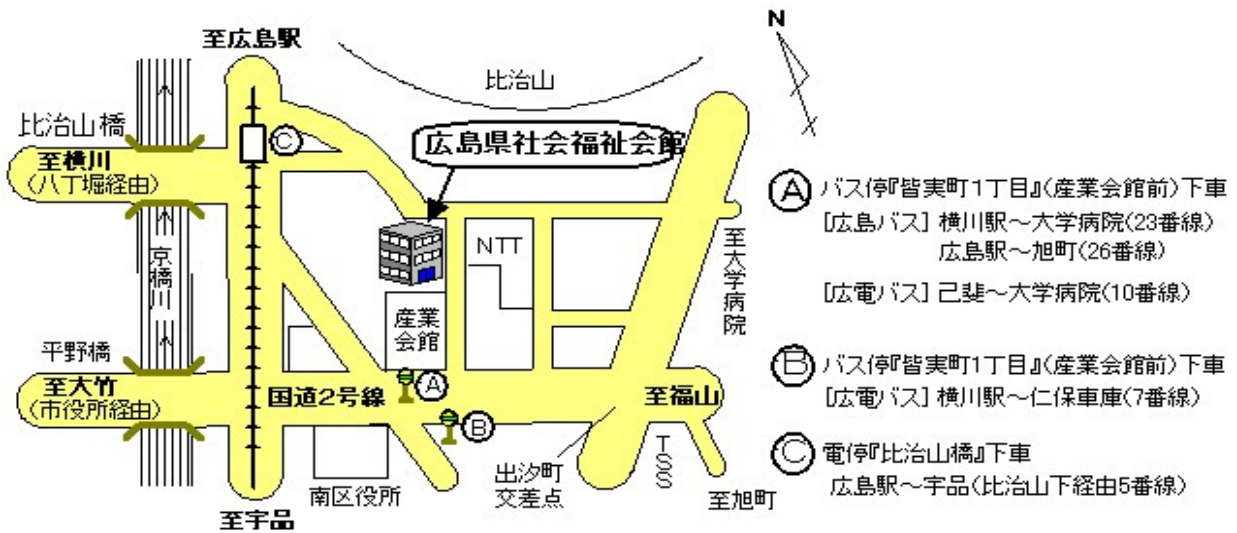 至広島駅
N
比治山
比治山橋
C
広島県社会福祉会館
至横川
(八丁堀経由)
A バス停『皆実町1丁目』(産業会館前)下車
[広島バス] 横川駅～大学病院(23番線)
広島駅～旭町(26番線)
[広電バス] 己斐～大学病院(10番線)
京橋川
NTT
至大学病院
産業
会館
平野橋
A
B バス停『皆実町1丁目』(産業会館前)下車
[広電バス] 横川駅～仁保車庫(7番線)
至大竹
(市役所経由)
国道2号線
至福山
B
C 電停『比治山橋』下車
広島駅～宇品(比治山下経由5番線)
南区役所
出汐町
交差点
TSS
至旭町
至宇品